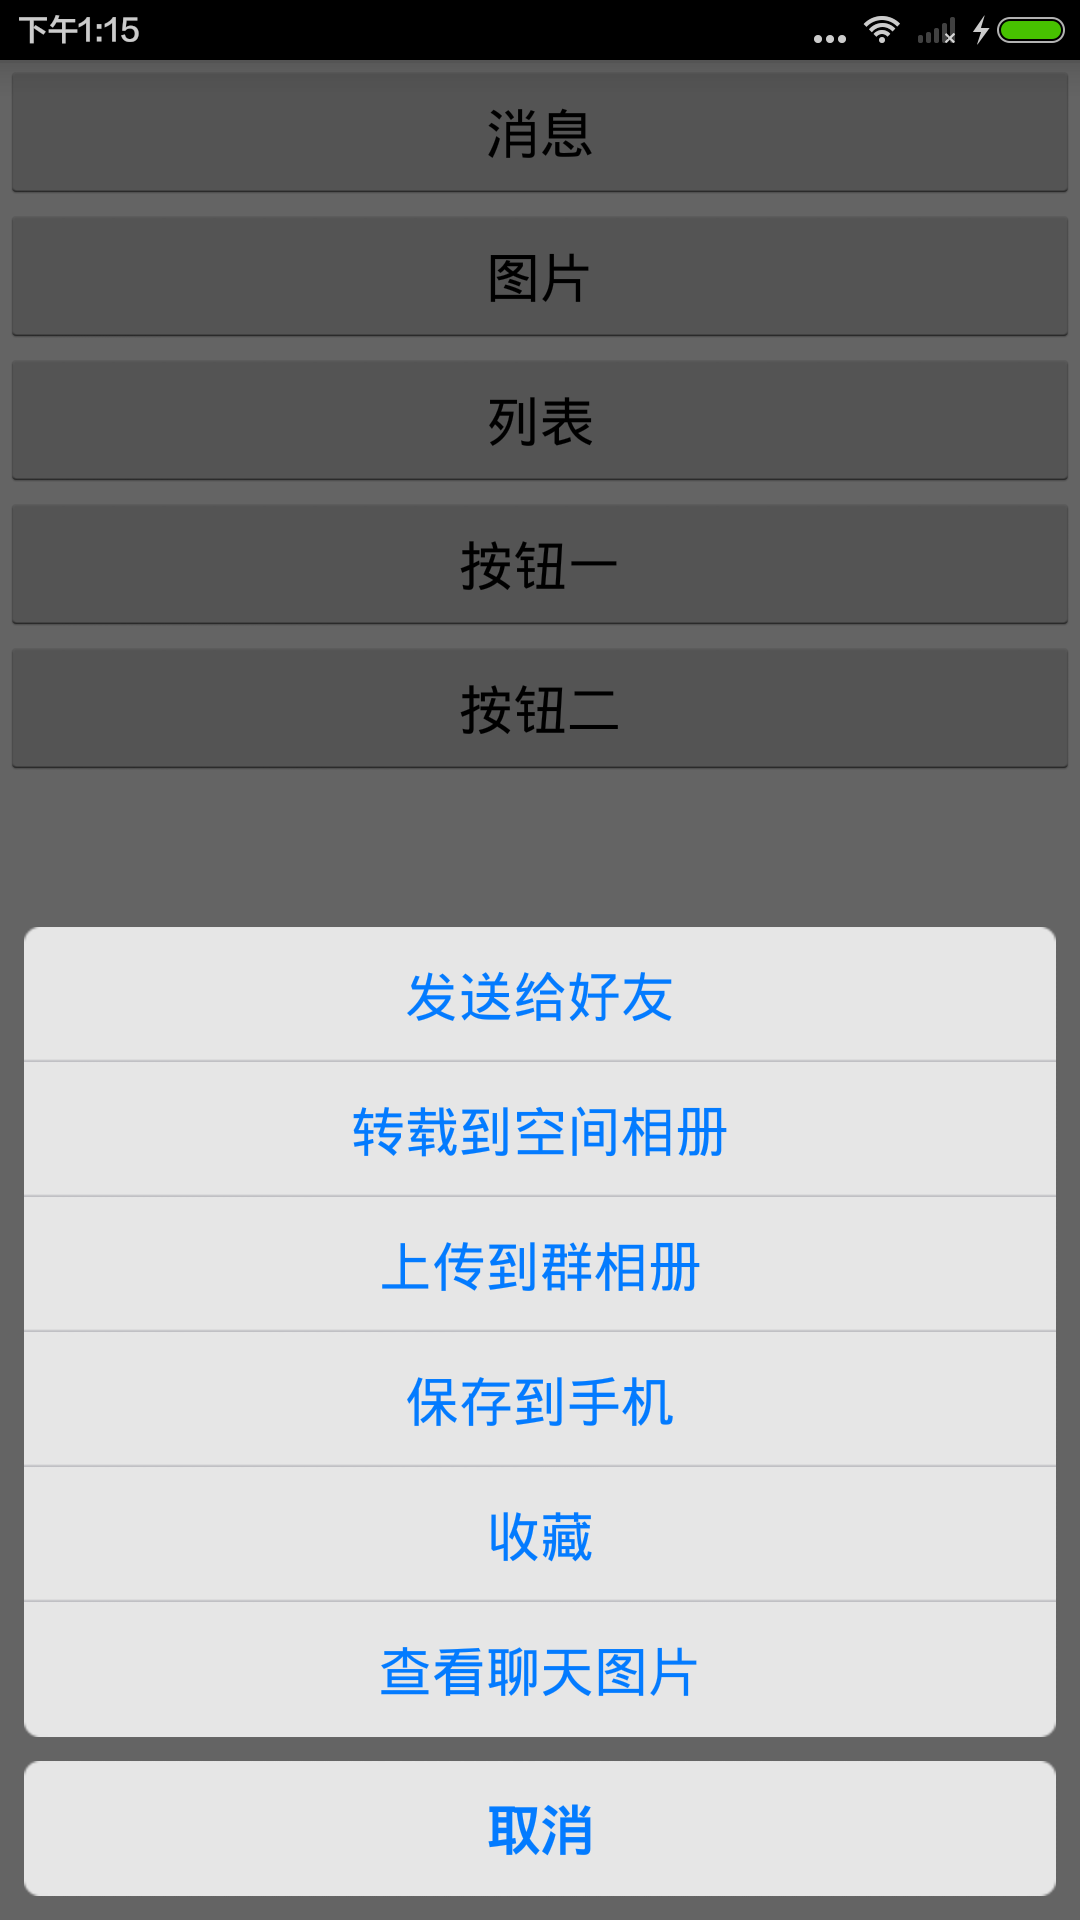 下午1:15
消息
图片
列表
按钮一
按钮二
发送给好友
转载到空间相册
上传到群相册
保存到手机
收藏
查看聊天图片
取消